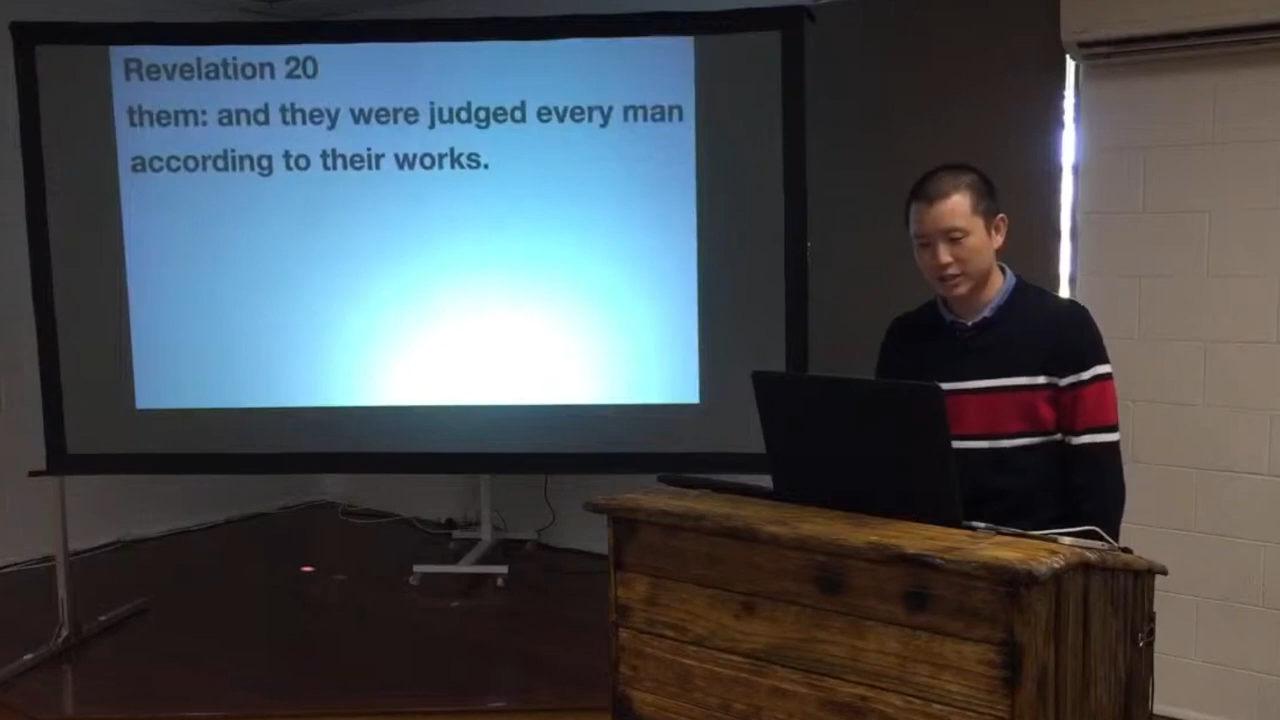 Revelation 20
them: and they were judged every man
according to their works.